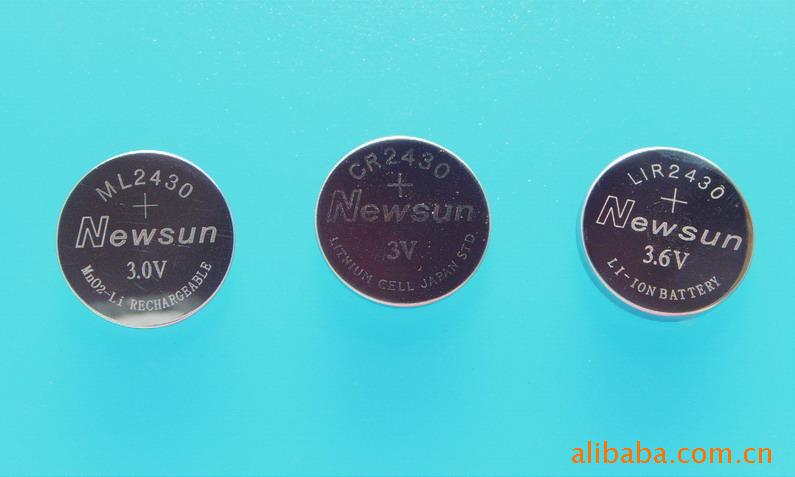 ML2430
+
Newsun
3.0V
MnO2-Li RECHARGEABLE
CR2430
+
Newsun
3V
LITHIUM CELL JAPAN STD
LIR2430
+
Newsun
3.6V
LI-ION BATTERY
alibaba.com.cn